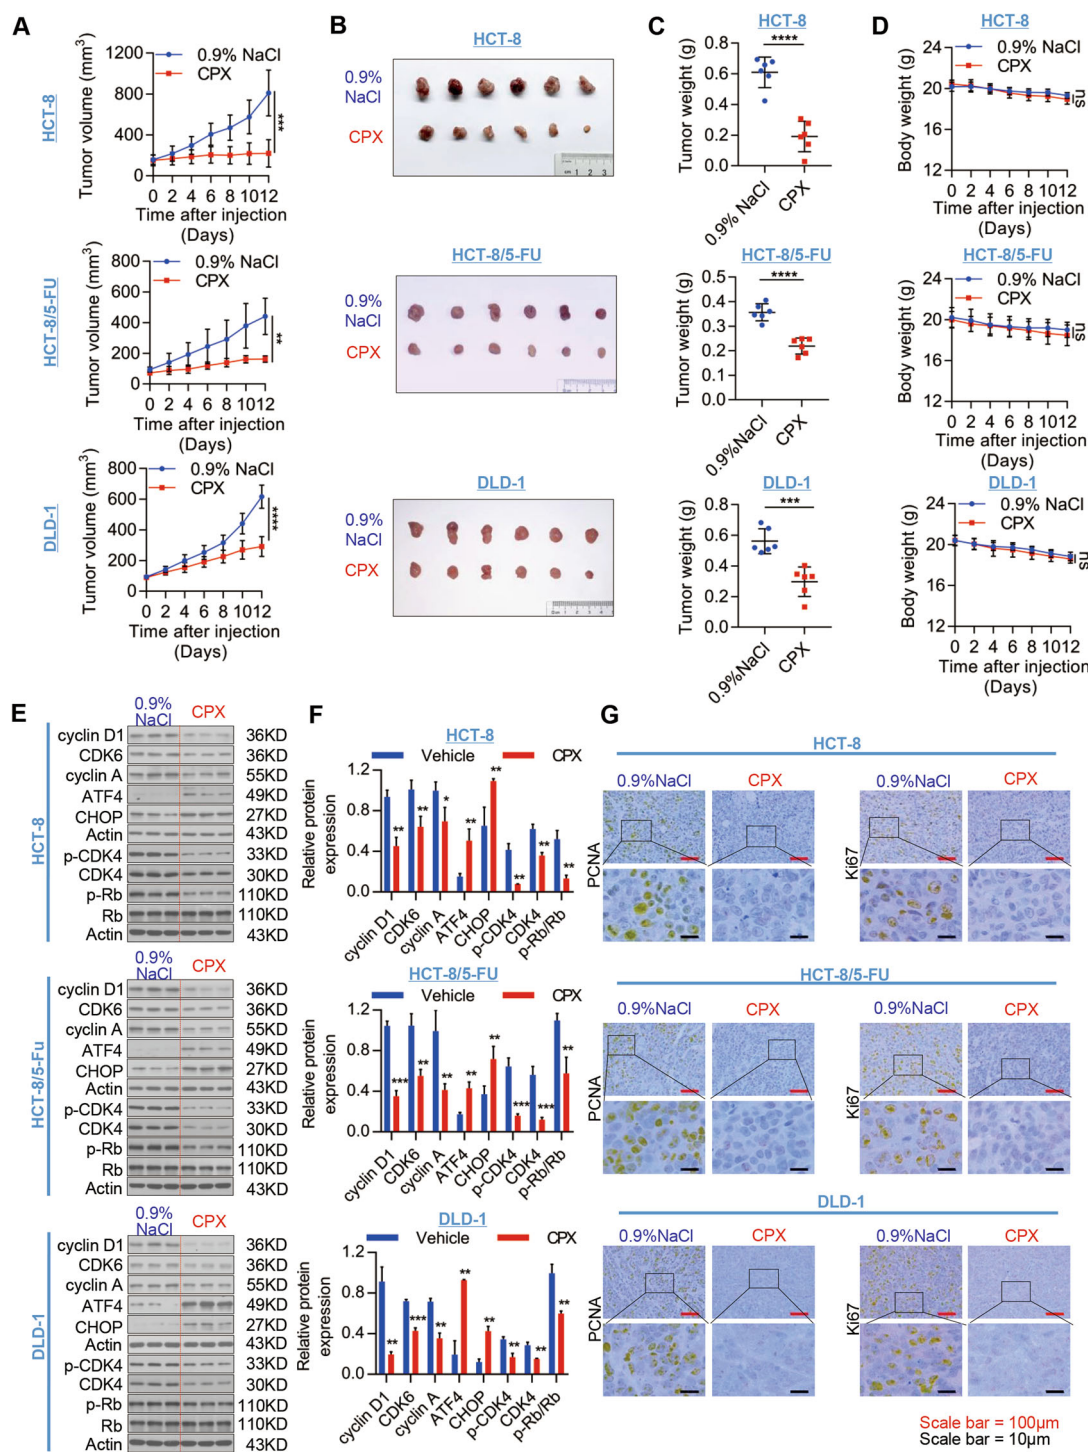 A
HCT-8
Tumor volume (mm³)
1200
800
400
0
0.9% NaCl
CPX
***
0 2 4 6 8 1012
Time after injection
(Days)
HCT-8/5-FU
Tumor volume (mm³)
800
600
400
200
0
0.9% NaCl
CPX
**
0 2 4 6 8 1012
Time after injection
(Days)
DLD-1
Tumor volume (mm³)
800
600
400
200
0
0.9% NaCl
CPX
****
0 2 4 6 8 1012
Time after injection
(Days)
B
HCT-8
0.9%
NaCl
CPX
cm 1 2 3
HCT-8/5-FU
0.9%
NaCl
CPX
DLD-1
0.9%
NaCl
CPX
C
HCT-8
Tumor weight (g)
0.8
0.6
0.4
0.2
0.0
****
0.9% NaCl
CPX
HCT-8/5-FU
Tumor weight (g)
0.5
0.4
0.3
0.2
0.1
0.0
****
0.9%NaCl
CPX
DLD-1
Tumor weight (g)
0.8
0.6
0.4
0.2
0.0
***
0.9%NaCl
CPX
D
HCT-8
Body weight (g)
24
20
16
12
0.9% NaCl
CPX
ns
0 2 4 6 8 1012
Time after injection
(Days)
HCT-8/5-FU
Body weight (g)
24
20
16
12
0.9% NaCl
CPX
ns
0 2 4 6 8 1012
Time after injection
(Days)
DLD-1
Body weight (g)
24
20
16
12
0.9% NaCl
CPX
ns
0 2 4 6 8 1012
Time after injection
(Days)
E
HCT-8
0.9%
NaCl
CPX
cyclin D1 36KD
CDK6 36KD
cyclin A 55KD
ATF4 49KD
CHOP 27KD
Actin 43KD
p-CDK4 33KD
CDK4 30KD
p-Rb 110KD
Rb 110KD
Actin 43KD
HCT-8/5-Fu
0.9%
NaCl
CPX
cyclin D1 36KD
CDK6 36KD
cyclin A 55KD
ATF4 49KD
CHOP 27KD
Actin 43KD
p-CDK4 33KD
CDK4 30KD
p-Rb 110KD
Rb 110KD
Actin 43KD
DLD-1
0.9%
NaCl
CPX
cyclin D1 36KD
CDK6 36KD
cyclin A 55KD
ATF4 49KD
CHOP 27KD
Actin 43KD
p-CDK4 33KD
CDK4 30KD
p-Rb 110KD
Rb 110KD
Actin 43KD
F
HCT-8
Vehicle CPX
Relative protein
expression
1.2
0.8
0.4
0.0
** ** * ** ** ** ** **
cyclin D1
CDK6
cyclin A
ATF4
CHOP
p-CDK4
CDK4
p-Rb/Rb
HCT-8/5-FU
Vehicle CPX
Relative protein
expression
1.2
0.8
0.4
0.0
*** ** ** ** ** *** *** **
cyclin D1
CDK6
cyclin A
ATF4
CHOP
p-CDK4
CDK4
p-Rb/Rb
DLD-1
Vehicle CPX
Relative protein
expression
1.2
0.8
0.4
0.0
** *** ** ** ** ** ** **
cyclin D1
CDK6
cyclin A
ATF4
CHOP
p-CDK4
CDK4
p-Rb/Rb
G
HCT-8
0.9%NaCl CPX 0.9%NaCl CPX
PCNA
Ki67
HCT-8/5-FU
0.9%NaCl CPX 0.9%NaCl CPX
PCNA
Ki67
DLD-1
0.9%NaCl CPX 0.9%NaCl CPX
PCNA
Ki67
Scale bar = 100µm
Scale bar = 10µm